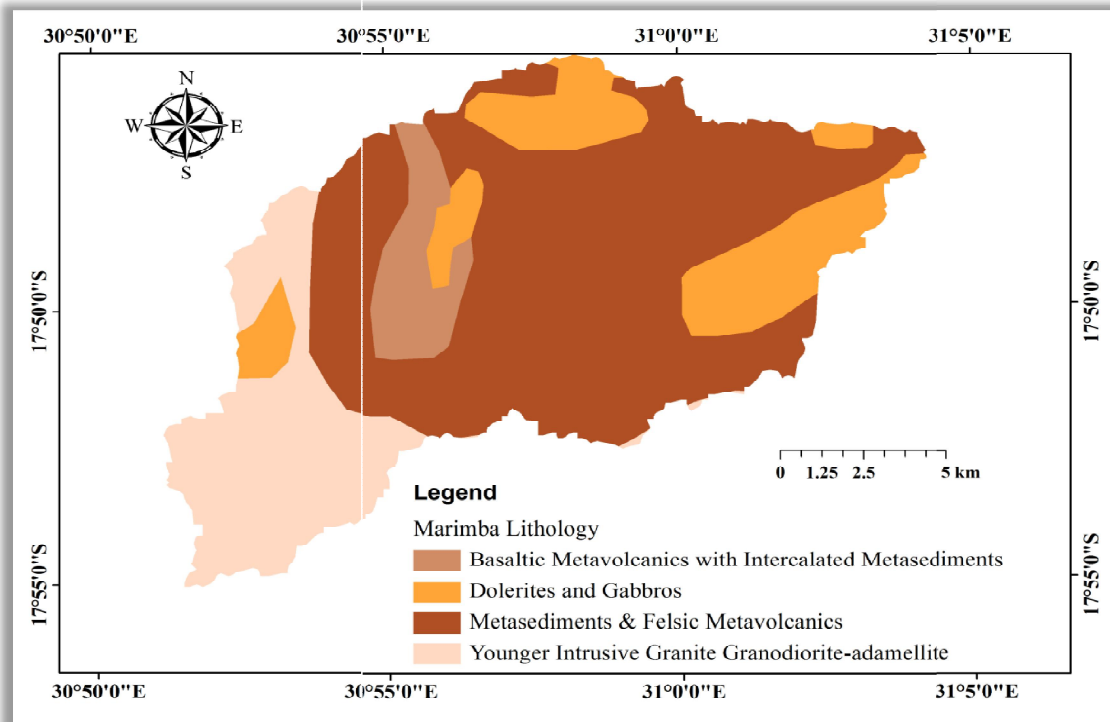 30°50'0"E 30°55'0"E 31°0'0"E 31°5'0"E
N
W E
S
17°50'0"S 17°50'0"S
0 1.25 2.5 5 km
Legend
Marimba Lithology
Basaltic Metavolcanics with Intercalated Metasediments
Dolerites and Gabbros
Metasediments & Felsic Metavolcanics
Younger Intrusive Granite Granodiorite-adamellite
17°55'0"S 17°55'0"S
30°50'0"E 30°55'0"E 31°0'0"E 31°5'0"E